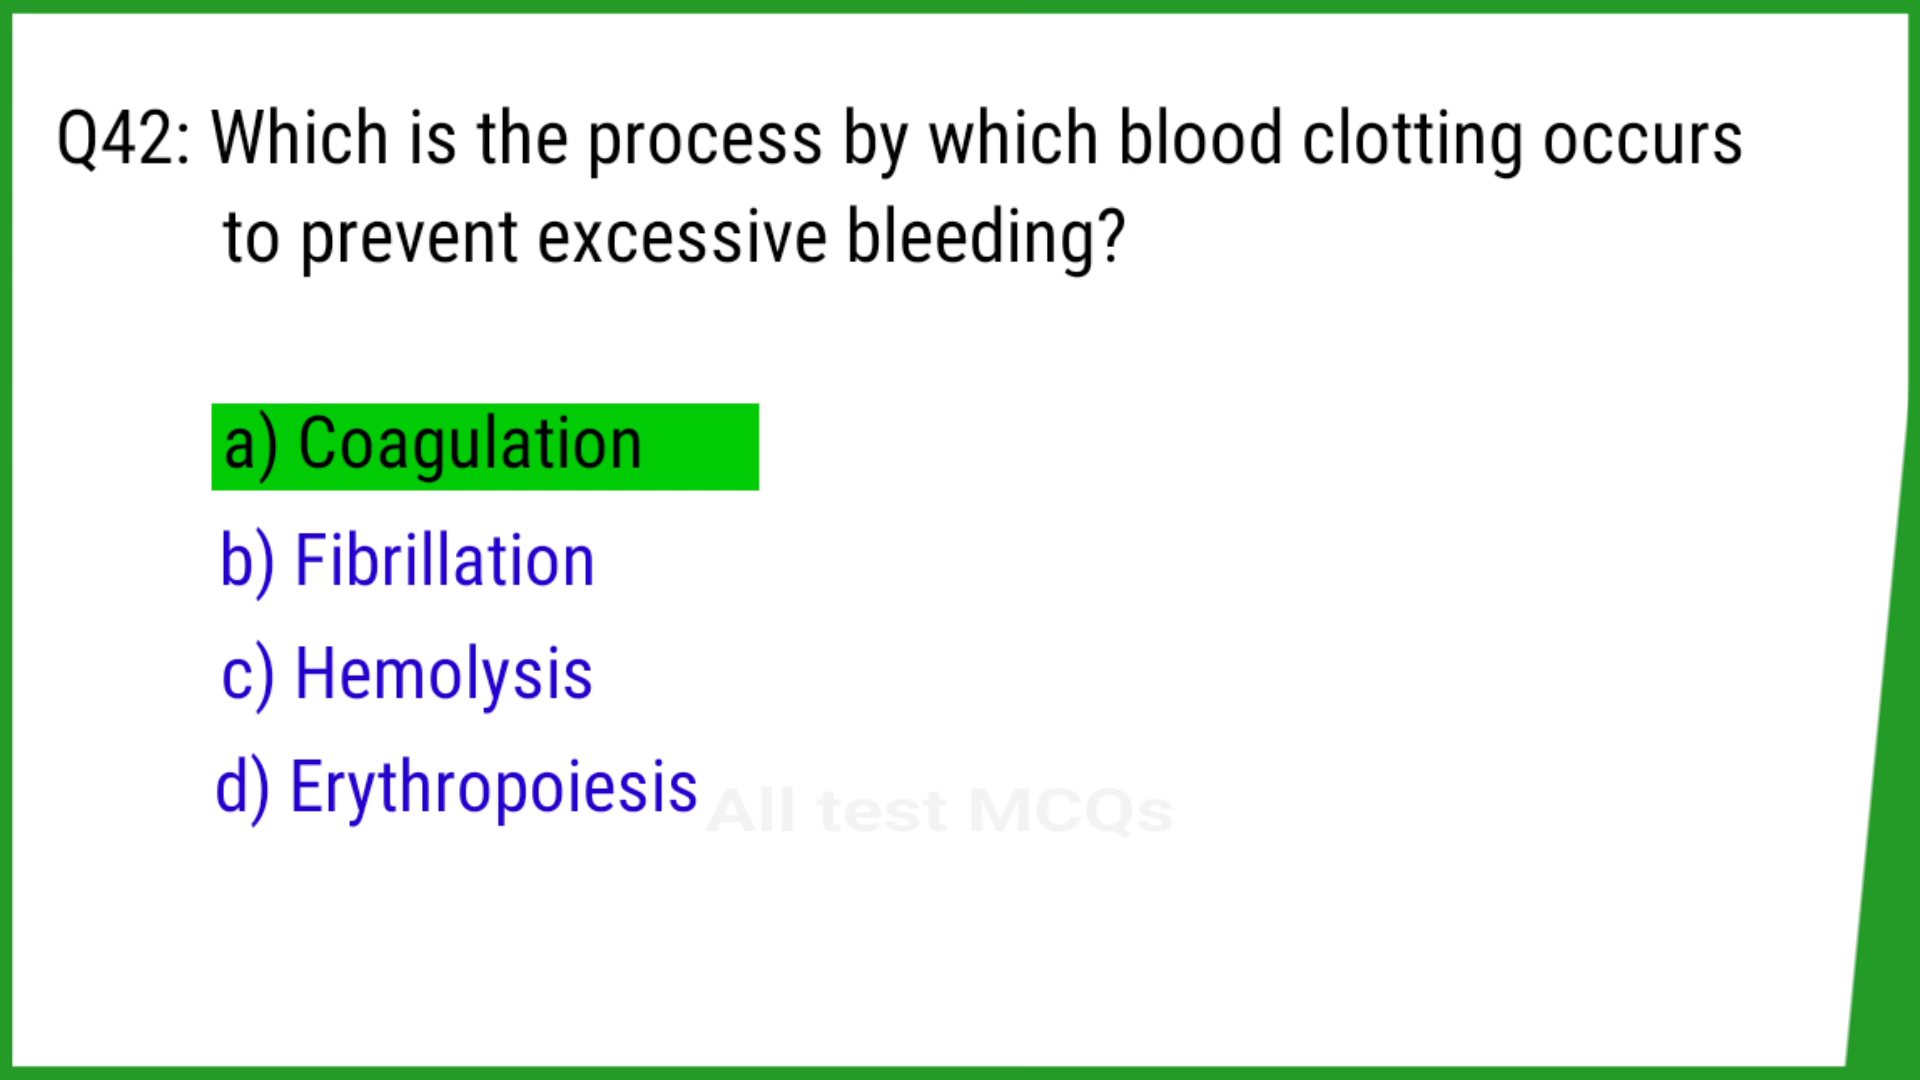 Q42: Which is the process by which blood clotting occurs
to prevent excessive bleeding?
a) Coagulation
b) Fibrillation
c) Hemolysis
d) Erythropoiesis
All test MCQs